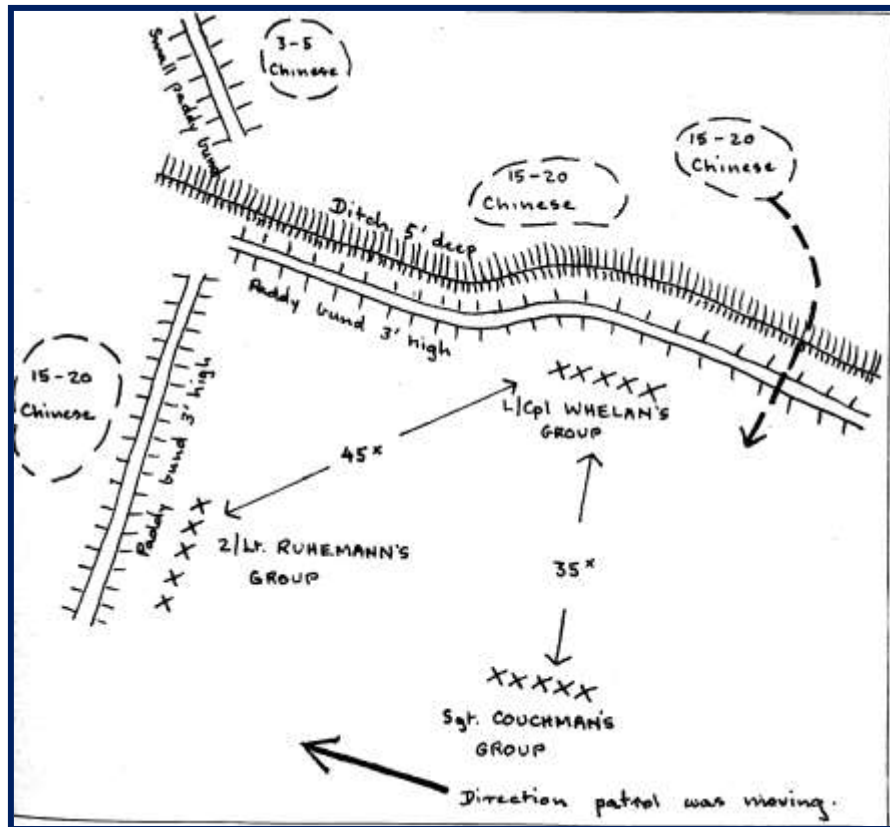 3-5
Chinese
Small paddy bund
15-20
Chinese
15-20
Chinese
Ditch 5' deep
Paddy bund 3' high
15-20
Chinese
Paddy bund 3' high
XXXXX
L/Cpl WHELAN'S
GROUP
45x
XXXXX
2/Lt. RUHEMANN'S
GROUP
35x
XXXXX
Sgt. COUCHMAN'S
GROUP
Direction patrol was moving.